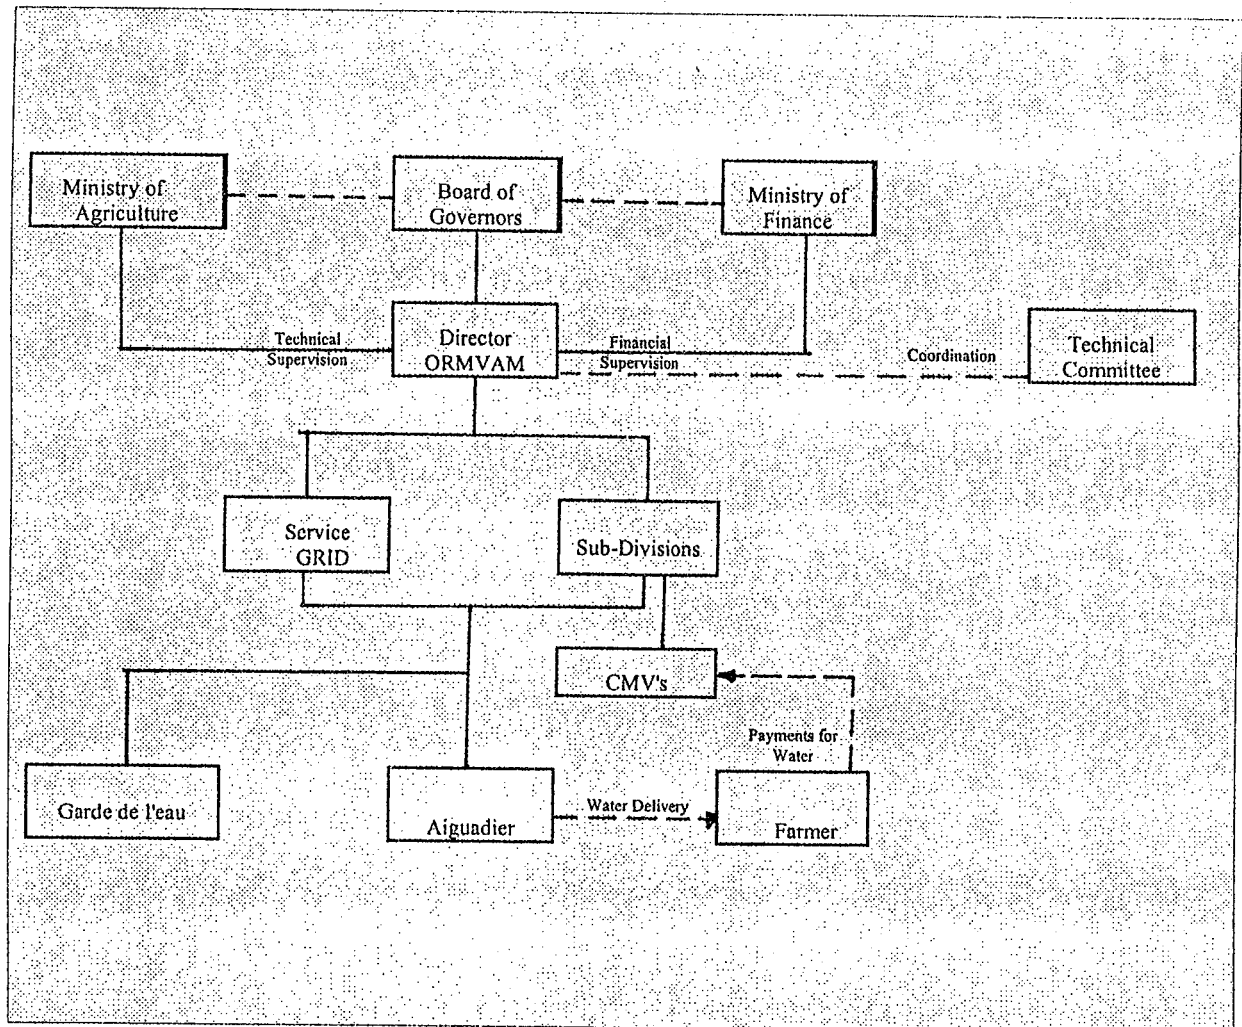 Ministry of
Agriculture
Board of
Governors
Ministry of
Finance
Technical
Supervision
Director
ORMVAM
Financial
Supervision
Coordination
Technical
Committee
Service
GRID
Sub-Divisions
CMV's
Payments for
Water
Garde de l'eau
Aiguadier
Water Delivery
Farmer